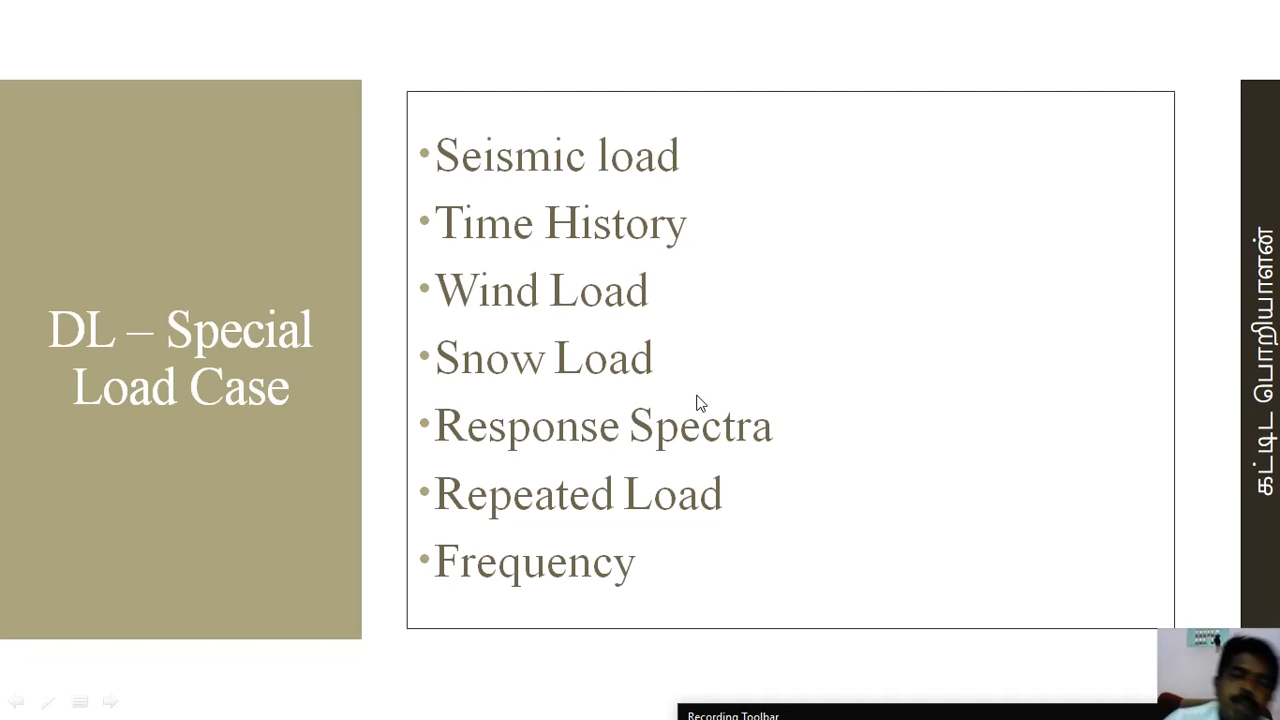 DL – Special
Load Case
•Seismic load
•Time History
•Wind Load
•Snow Load
•Response Spectra
•Repeated Load
•Frequency
கட்டிட பொறியாளன்
Recording Toolbar